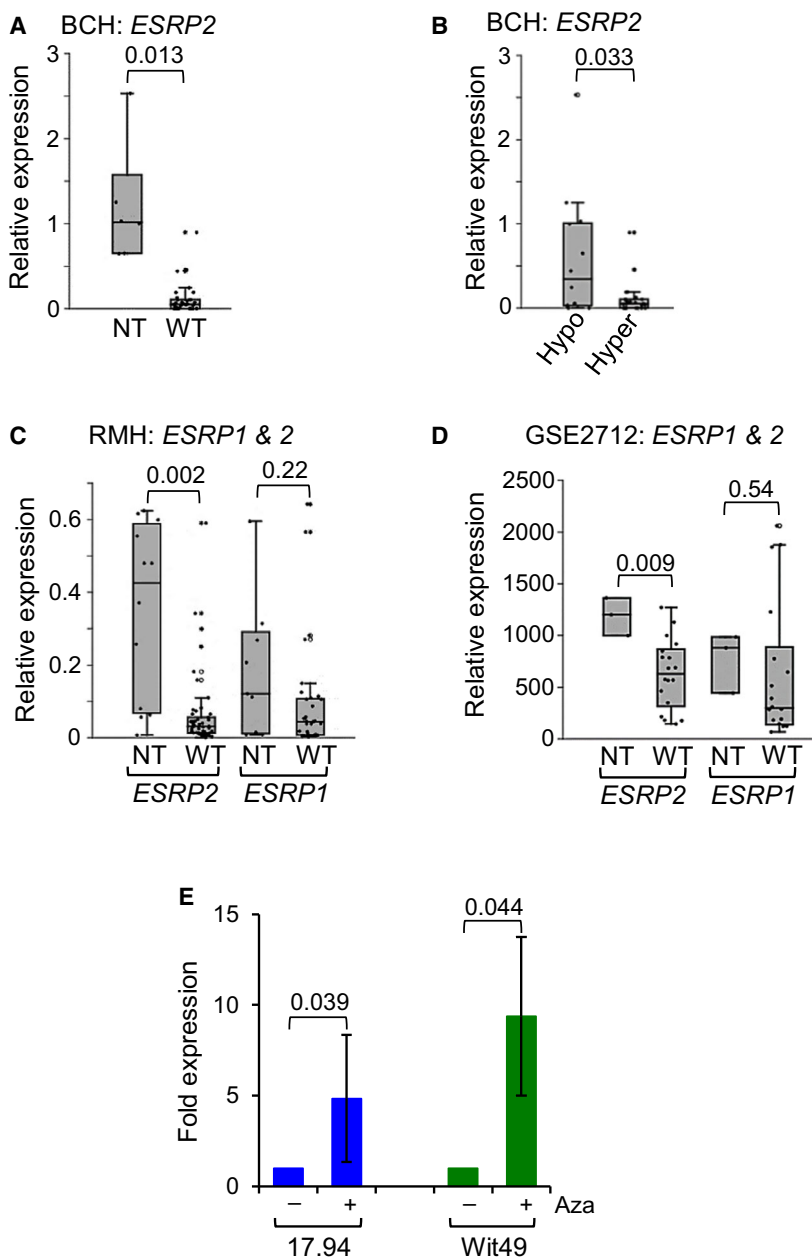 A BCH: ESRP2
0.013
Relative expression
3
2
1
0
NT WT
B BCH: ESRP2
0.033
Relative expression
3
2
1
0
Hypo Hyper
C RMH: ESRP1 & 2
0.002 0.22
Relative expression
0.6
0.4
0.2
0
NT WT NT WT
ESRP2 ESRP1
D GSE2712: ESRP1 & 2
0.54
0.009
Relative expression
2500
2000
1500
1000
500
0
NT WT NT WT
ESRP2 ESRP1
E
0.044
0.039
Fold expression
15
10
5
0
– + – + Aza
17.94 Wit49